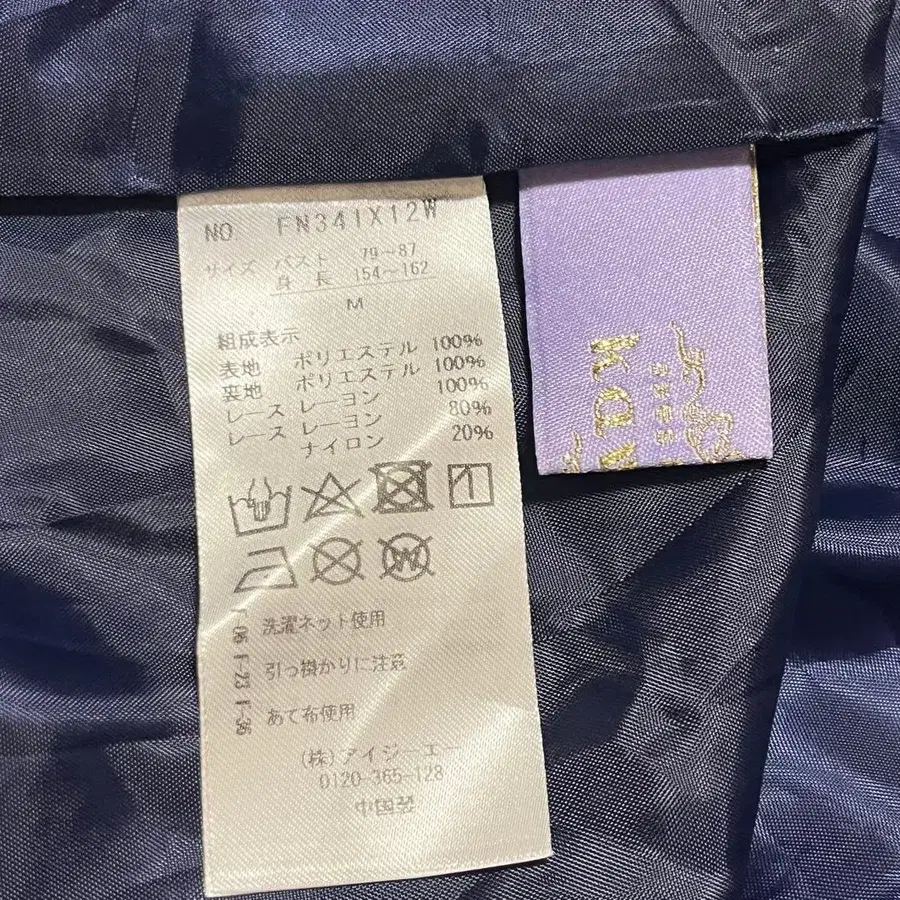 NO. FN341X12W
サイズ バスト 79~87
身 長 154~162
M
組成表示
表地 ポリエステル 100%
裏地 ポリエステル 100%
レース レーヨン 100%
レース レーヨン 80%
ナイロン 20%
洗濯ネット使用
引っ掛かりに注意
あて布使用
(株)アイジーエー
0120-365-128
中国製